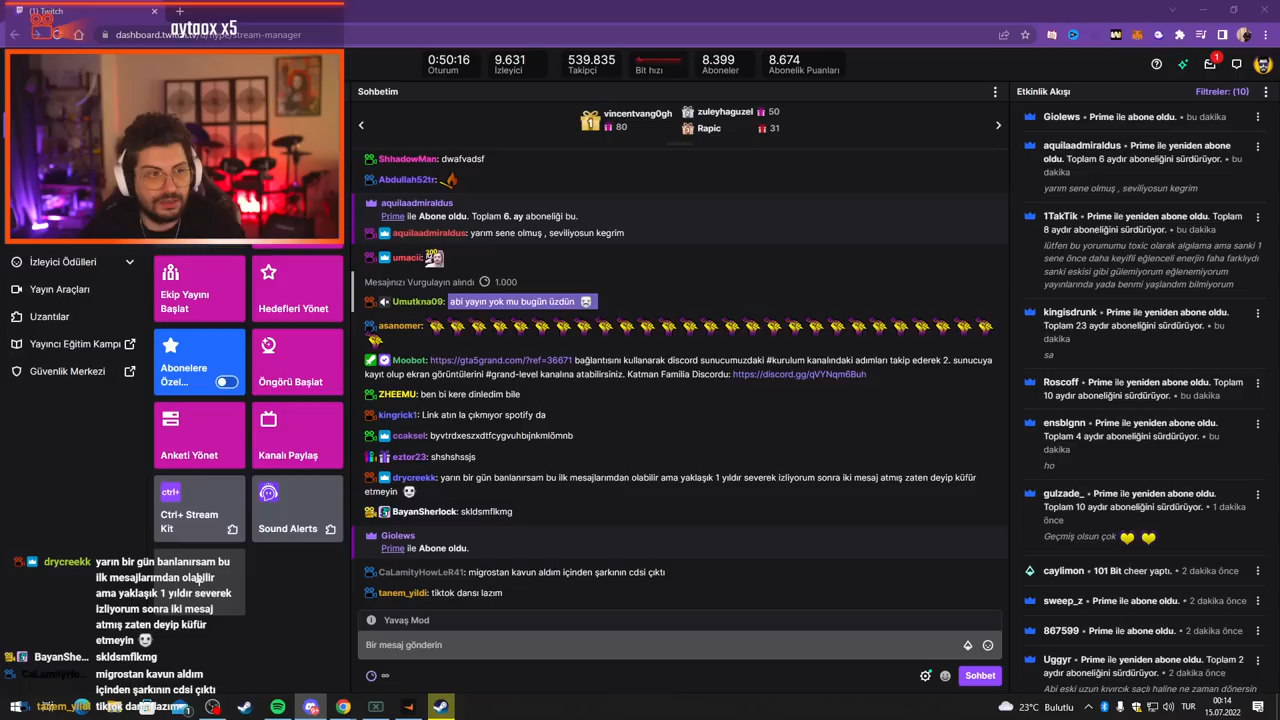 Twitch
aytaox x5
dashboard.twitch.tv/u/hype/stream-manager
0:50:16
Oturum
9.631
İzleyici
539.835
Takipçi
Bit hızı
8.399
Aboneler
8.674
Abonelik Puanları
1
Sohbetim
Etkinlik Akışı
Filtreler: (10)
1
vincentvang0gh
80
zuleyhaguzel 50
Rapic 31
ShhadowMan: dwafvadsf
Abdullah52tr:
aquilaadmiraldus
Prime ile Abone oldu. Toplam 6. ay aboneliği bu.
aquilaadmiraldus: yarım sene olmuş , seviliyosun kegrim
umacii:
Mesajınızı Vurgulayın alındı 1.000
Umutkna09: abi yayın yok mu bugün üzdün
asanomer:
Moobot: https://gta5grand.com/?ref=36671 bağlantısını kullanarak discord sunucumuzdaki #kurulum kanalındaki adımları takip ederek 2. sunucuya
kayıt olup ekran görüntülerini #grand-level kanalına atabilirsiniz. Katman Familia Discordu: https://discord.gg/qVYNqm6Buh
ZHEEMU: ben bi kere dinledim bile
kingrick1: Link atın la çıkmıyor spotify da
ccaksel: byvtrdxeszxdtfcygvuhbıjnkmlömnb
eztor23: shshshssjs
drycreekk: yarın bir gün banlanırsam bu ilk mesajlarımdan olabilir ama yaklaşık 1 yıldır severek izliyorum sonra iki mesaj atmış zaten deyip küfür
etmeyin
BayanSherlock: skldsmflkmg
Giolews
Prime ile Abone oldu.
CaLamityHowLeR41: migrostan kavun aldım içinden şarkının cdsi çıktı
tanem_yildi: tiktok dansı lazım
Yavaş Mod
Bir mesaj gönderin
∞
Sohbet
Giolews • Prime ile abone oldu. • bu dakika
aquilaadmiraldus • Prime ile yeniden abone
oldu. Toplam 6 aydır aboneliğini sürdürüyor. • bu
dakika
yarım sene olmuş , seviliyosun kegrim
1TakTik • Prime ile yeniden abone oldu. Toplam
8 aydır aboneliğini sürdürüyor. • bu dakika
lütfen bu yorumumu toxic olarak algılama ama sanki 1
sene önce daha keyifli eğlenceli enerjin faha farklıydı
sanki eskisi gibi gülemiyorum eğlenemiyorum
yayınlarında yada benmi yaşlandım bilmiyorum
kingisdrunk • Prime ile yeniden abone oldu.
Toplam 23 aydır aboneliğini sürdürüyor. • bu
dakika
sa
Roscoff • Prime ile yeniden abone oldu. Toplam
10 aydır aboneliğini sürdürüyor. • bu dakika
ensblgnn • Prime ile yeniden abone oldu.
Toplam 4 aydır aboneliğini sürdürüyor. • bu
dakika
ho
gulzade_ • Prime ile yeniden abone oldu.
Toplam 10 aydır aboneliğini sürdürüyor. • 1 dakika
önce
Geçmiş olsun çok
caylimon • 101 Bit cheer yaptı. • 2 dakika önce
sweep_z • Prime ile abone oldu. • 2 dakika önce
867599 • Prime ile abone oldu. • 2 dakika önce
Uggyr • Prime ile yeniden abone oldu. Toplam 2
aydır aboneliğini sürdürüyor. • 2 dakika önce
Abi eski uzun kıvırcık saçlı haline ne zaman dönersin
İzleyici Ödülleri
Yayın Araçları
Uzantılar
Yayıncı Eğitim Kampı
Güvenlik Merkezi
Ekip Yayını
Başlat
Hedefleri Yönet
Abonelere
Özel...
Öngörü Başlat
Anketi Yönet
Kanalı Paylaş
ctrl+
Ctrl+ Stream
Kit
Sound Alerts
drycreekk yarın bir gün banlanırsam bu
ilk mesajlarımdan olabilir
ama yaklaşık 1 yıldır severek
izliyorum sonra iki mesaj
atmış zaten deyip küfür
etmeyin
BayanShe... skldsmfkmg
CaLamityHo... migrostan kavun aldım
içinden şarkının cdsi çıktı
tanem_yildi tiktok dansı lazım
23°C Bulutlu
TUR
00:14
15.07.2022